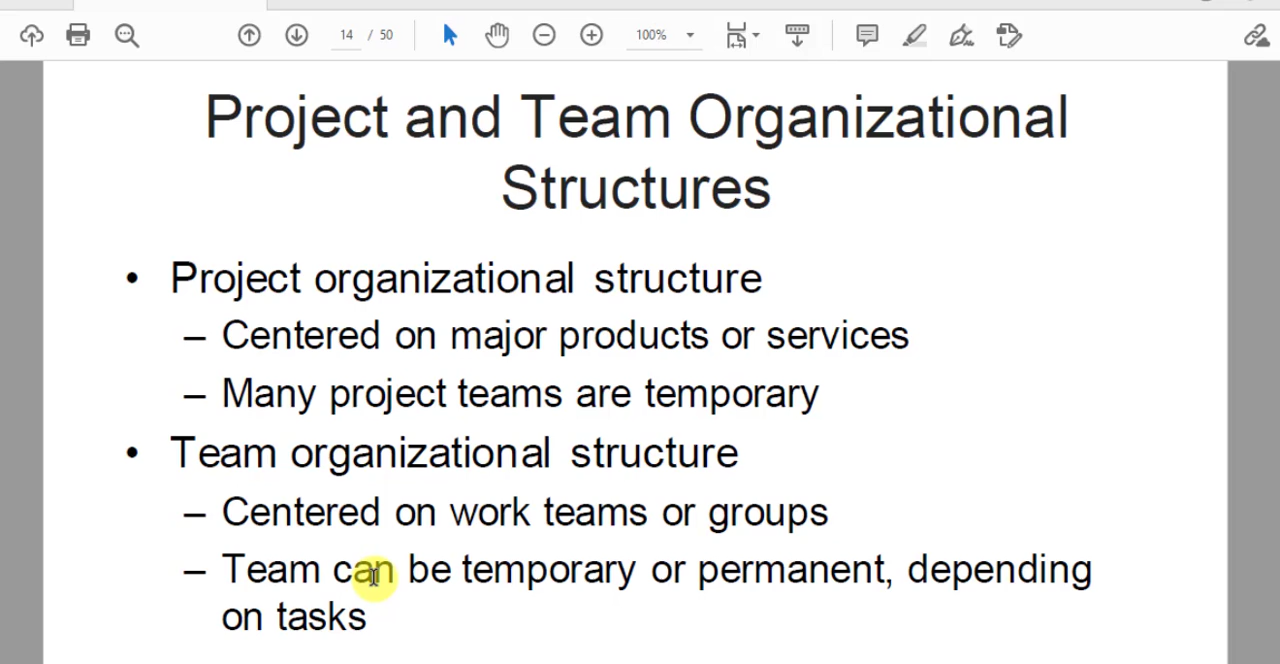 14 / 50 100%
Project and Team Organizational
Structures
• Project organizational structure
– Centered on major products or services
– Many project teams are temporary
• Team organizational structure
– Centered on work teams or groups
– Team can be temporary or permanent, depending
on tasks